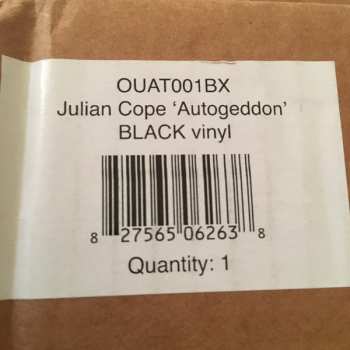 OUAT001BX
Julian Cope ‘Autogeddon’
BLACK vinyl
8 27565 06263 8
Quantity: 1